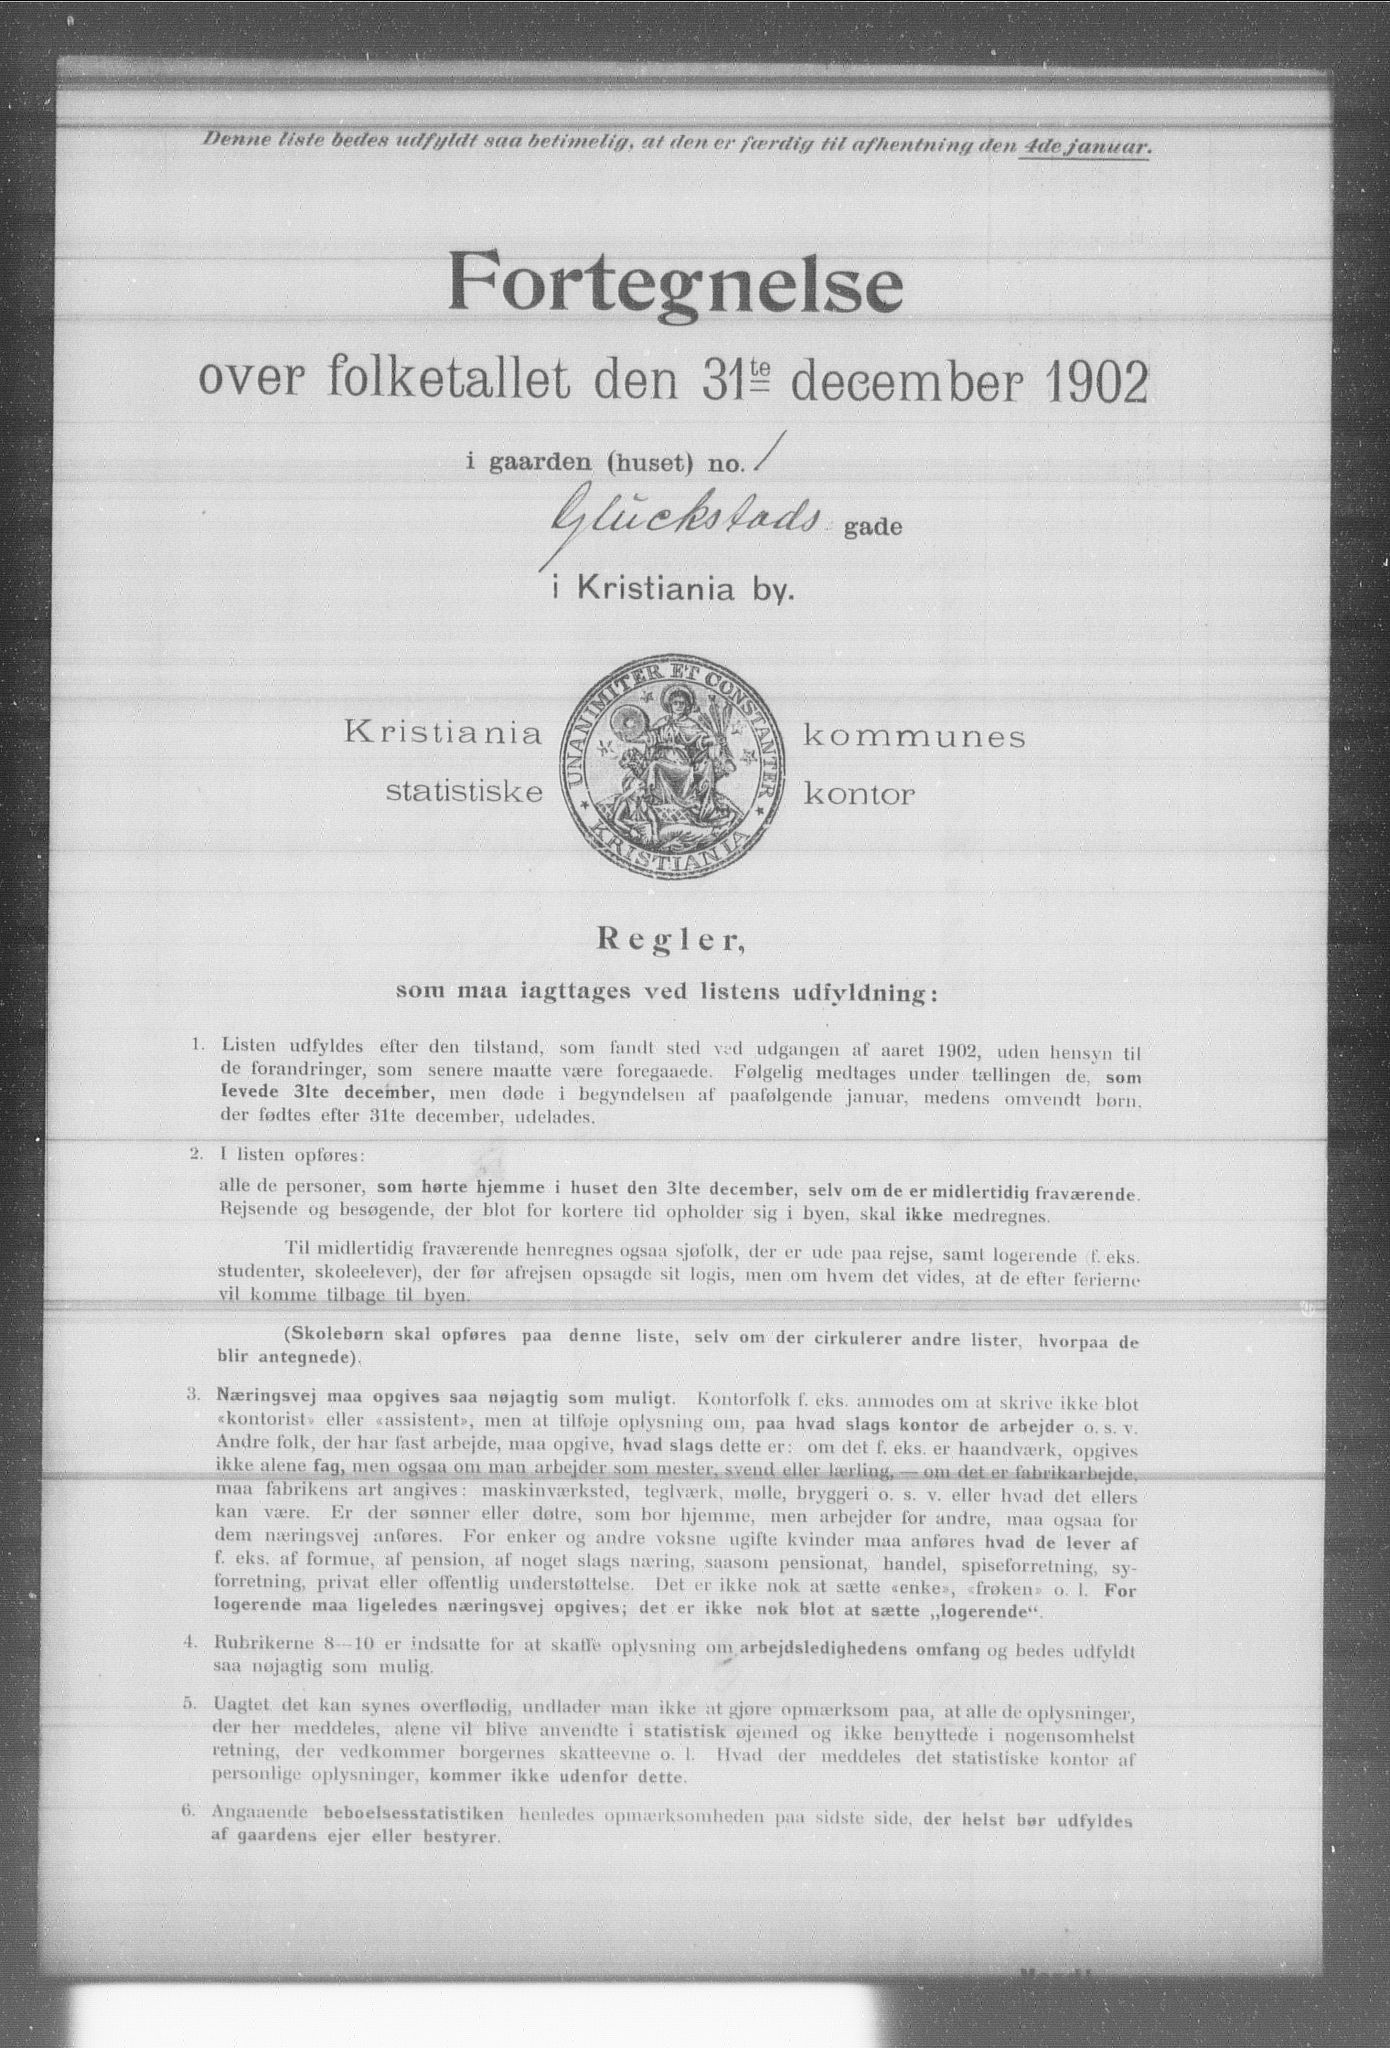 Denne liste bedes udfyldt saa betimelig, at den er færdig til afhentning den 4de januar.
Fortegnelse
over folketallet den 31te december 1902
i gaarden (huset) no. 1
Glückstads gade
i Kristiania by.
UNANIMITER ET CONSTANTER
KRISTIANIA
Kristiania kommunes
statistiske kontor
Regler,
som maa iagttages ved listens udfyldning:
1. Listen udfyldes efter den tilstand, som fandt sted ved udgangen af aaret 1902, uden hensyn til
de forandringer, som senere maatte være foregaaede. Følgelig medtages under tællingen de, som
levede 31te december, men døde i begyndelsen af paafølgende januar, medens omvendt børn,
der fødtes efter 31te december, udelades.
2. I listen opføres:
alle de personer, som hørte hjemme i huset den 31te december, selv om de er midlertidig fraværende.
Rejsende og besøgende, der blot for kortere tid opholder sig i byen, skal ikke medregnes.
Til midlertidig fraværende henregnes ogsaa sjøfolk, der er ude paa rejse, samt logerende (f. eks.
studenter, skoleelever), der før afrejsen opsagde sit logis, men om hvem det vides, at de efter ferierne
vil komme tilbage til byen.
(Skolebørn skal opføres paa denne liste, selv om der cirkulerer andre lister, hvorpaa de
blir antegnede).
3. Næringsvej maa opgives saa nøjagtig som muligt. Kontorfolk f. eks. anmodes om at skrive ikke blot
«kontorist» eller «assistent», men at tilføje oplysning om, paa hvad slags kontor de arbejder o. s. v.
Andre folk, der har fast arbejde, maa opgive, hvad slags dette er: om det f. eks. er haandværk, opgives
ikke alene fag, men ogsaa om man arbejder som mester, svend eller lærling, — om det er fabrikarbejde,
maa fabrikens art angives: maskinværksted, teglværk, mølle, bryggeri o. s. v. eller hvad det ellers
kan være. Er der sønner eller døtre, som bor hjemme, men arbejder for andre, maa ogsaa for
dem næringsvej anføres. For enker og andre voksne ugifte kvinder maa anføres hvad de lever af
f. eks. af formue, af pension, af noget slags næring, saasom pensionat, handel, spiseforretning, sy-
forretning, privat eller offentlig understøttelse. Det er ikke nok at sætte «enke», «frøken» o. l. For
logerende maa ligeledes næringsvej opgives; det er ikke nok blot at sætte „logerende“.
4. Rubrikerne 8—10 er indsatte for at skaffe oplysning om arbejdsledighedens omfang og bedes udfyldt
saa nøjagtig som mulig.
5. Uagtet det kan synes overflødig, undlader man ikke at gjøre opmærksom paa, at alle de oplysninger,
der her meddeles, alene vil blive anvendte i statistisk øjemed og ikke benyttede i nogensomhelst
retning, der vedkommer borgernes skatteevne o. l. Hvad der meddeles det statistiske kontor af
personlige oplysninger, kommer ikke udenfor dette.
6. Angaaende beboelsesstatistiken henledes opmærksomheden paa sidste side, der helst bør udfyldes
af gaardens ejer eller bestyrer.